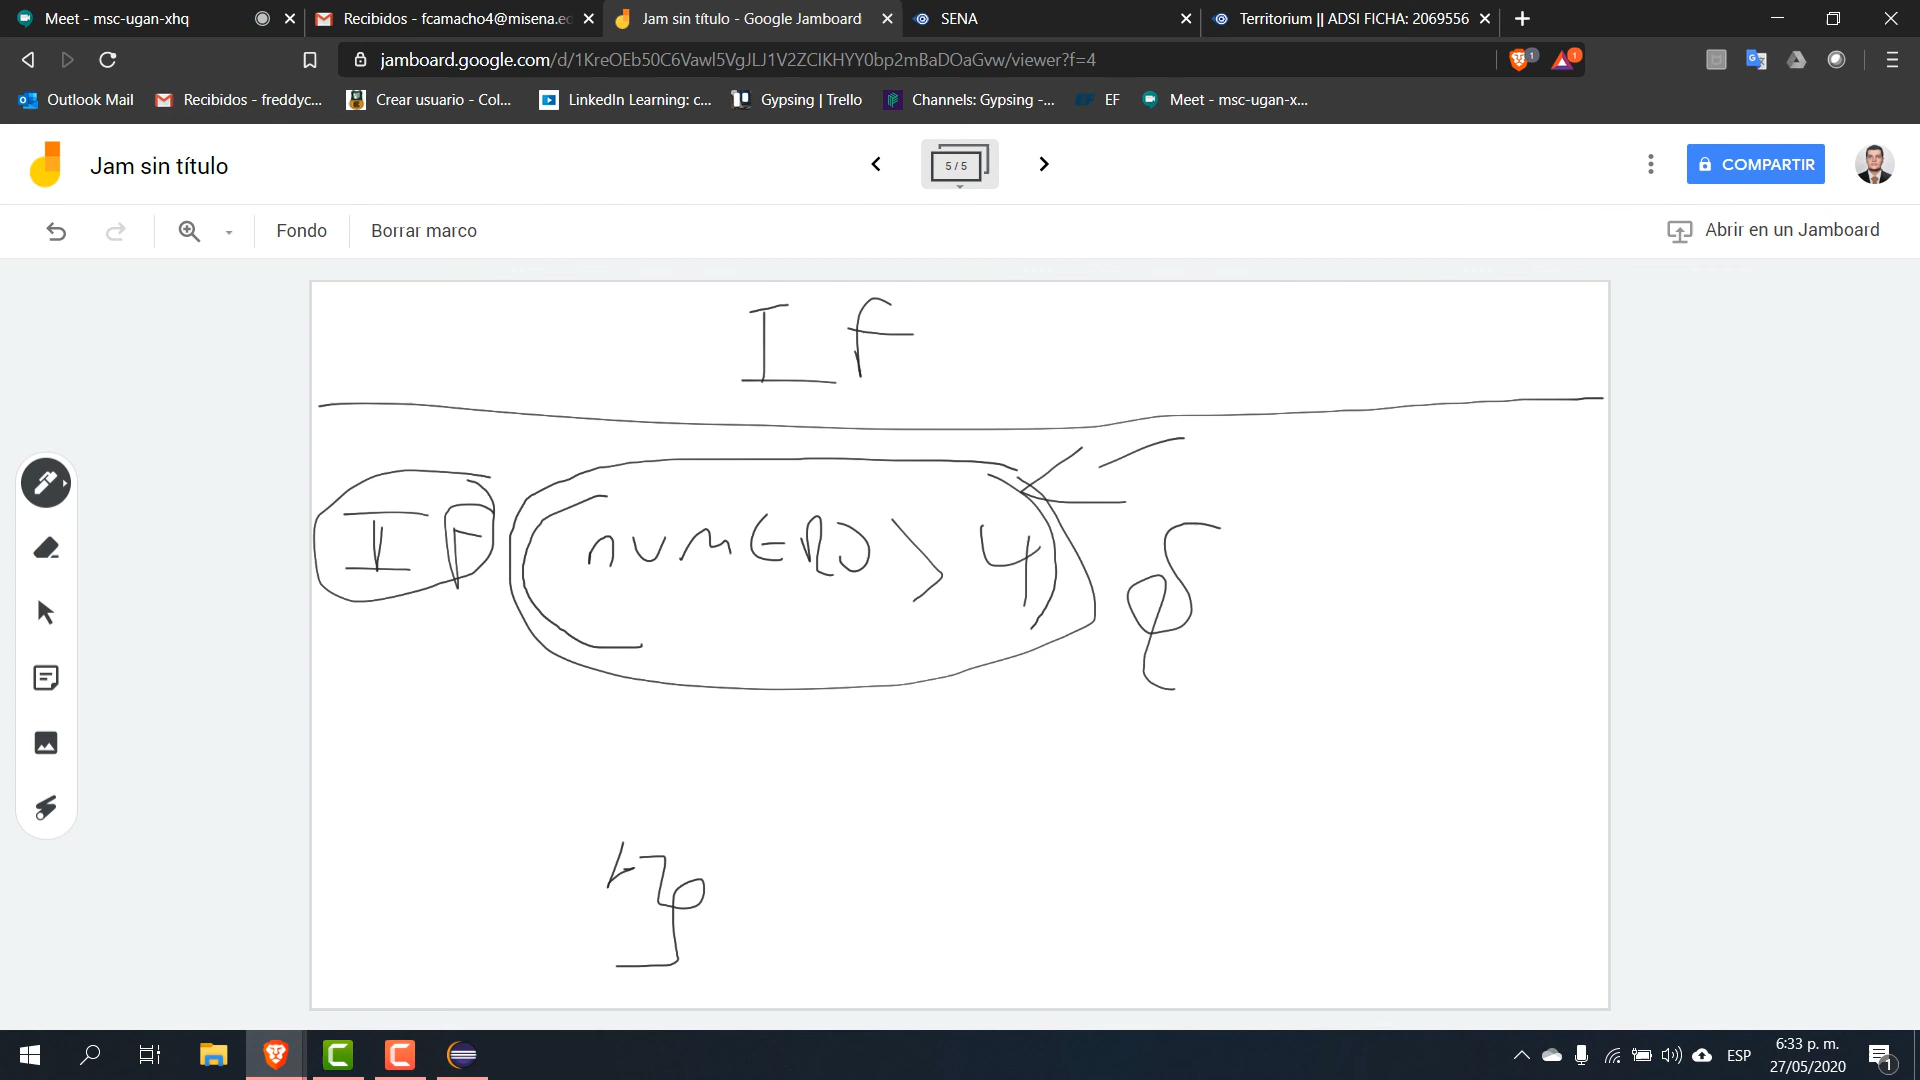 Meet - msc-ugan-xhq
Recibidos - fcamacho4@misena.ec
Jam sin título - Google Jamboard
SENA
Territorium || ADSI FICHA: 2069556
jamboard.google.com/d/1KreOEb50C6Vawl5VgJLJ1V2ZCIKHYY0bp2mBaDOaGvw/viewer?f=4
1
1
Outlook Mail
Recibidos - freddyc...
Crear usuario - Col...
LinkedIn Learning: c...
Gypsing | Trello
Channels: Gypsing -...
EF
Meet - msc-ugan-x...
Jam sin título
5 / 5
COMPARTIR
Fondo
Borrar marco
Abrir en un Jamboard
IF
IF (numERO > 4) {
}
ESP
6:33 p. m.
27/05/2020
1